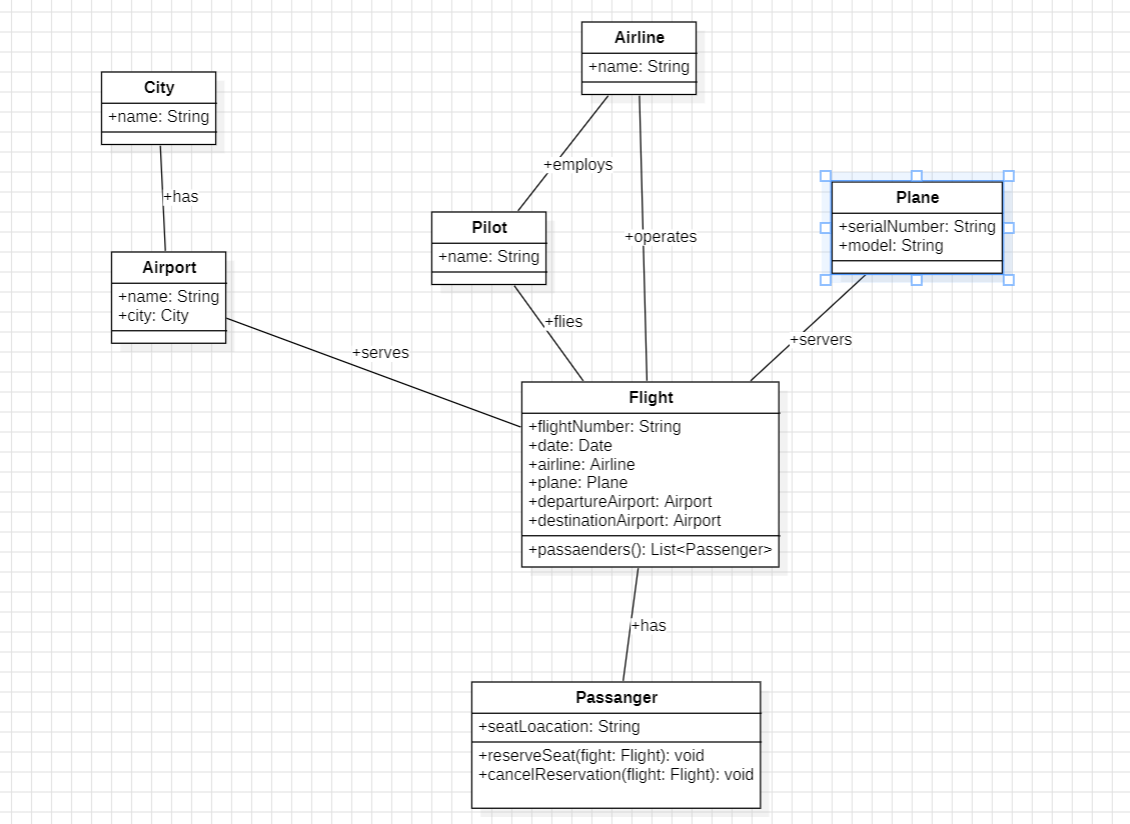 Airline
+name: String
City
+name: String
+employs
+has
Plane
+serialNumber: String
+model: String
Pilot
+name: String
+operates
Airport
+name: String
+city: City
+flies
+servers
+serves
Flight
+flightNumber: String
+date: Date
+airline: Airline
+plane: Plane
+departureAirport: Airport
+destinationAirport: Airport
+passaenders(): List<Passenger>
+has
Passanger
+seatLoacation: String
+reserveSeat(fight: Flight): void
+cancelReservation(flight: Flight): void